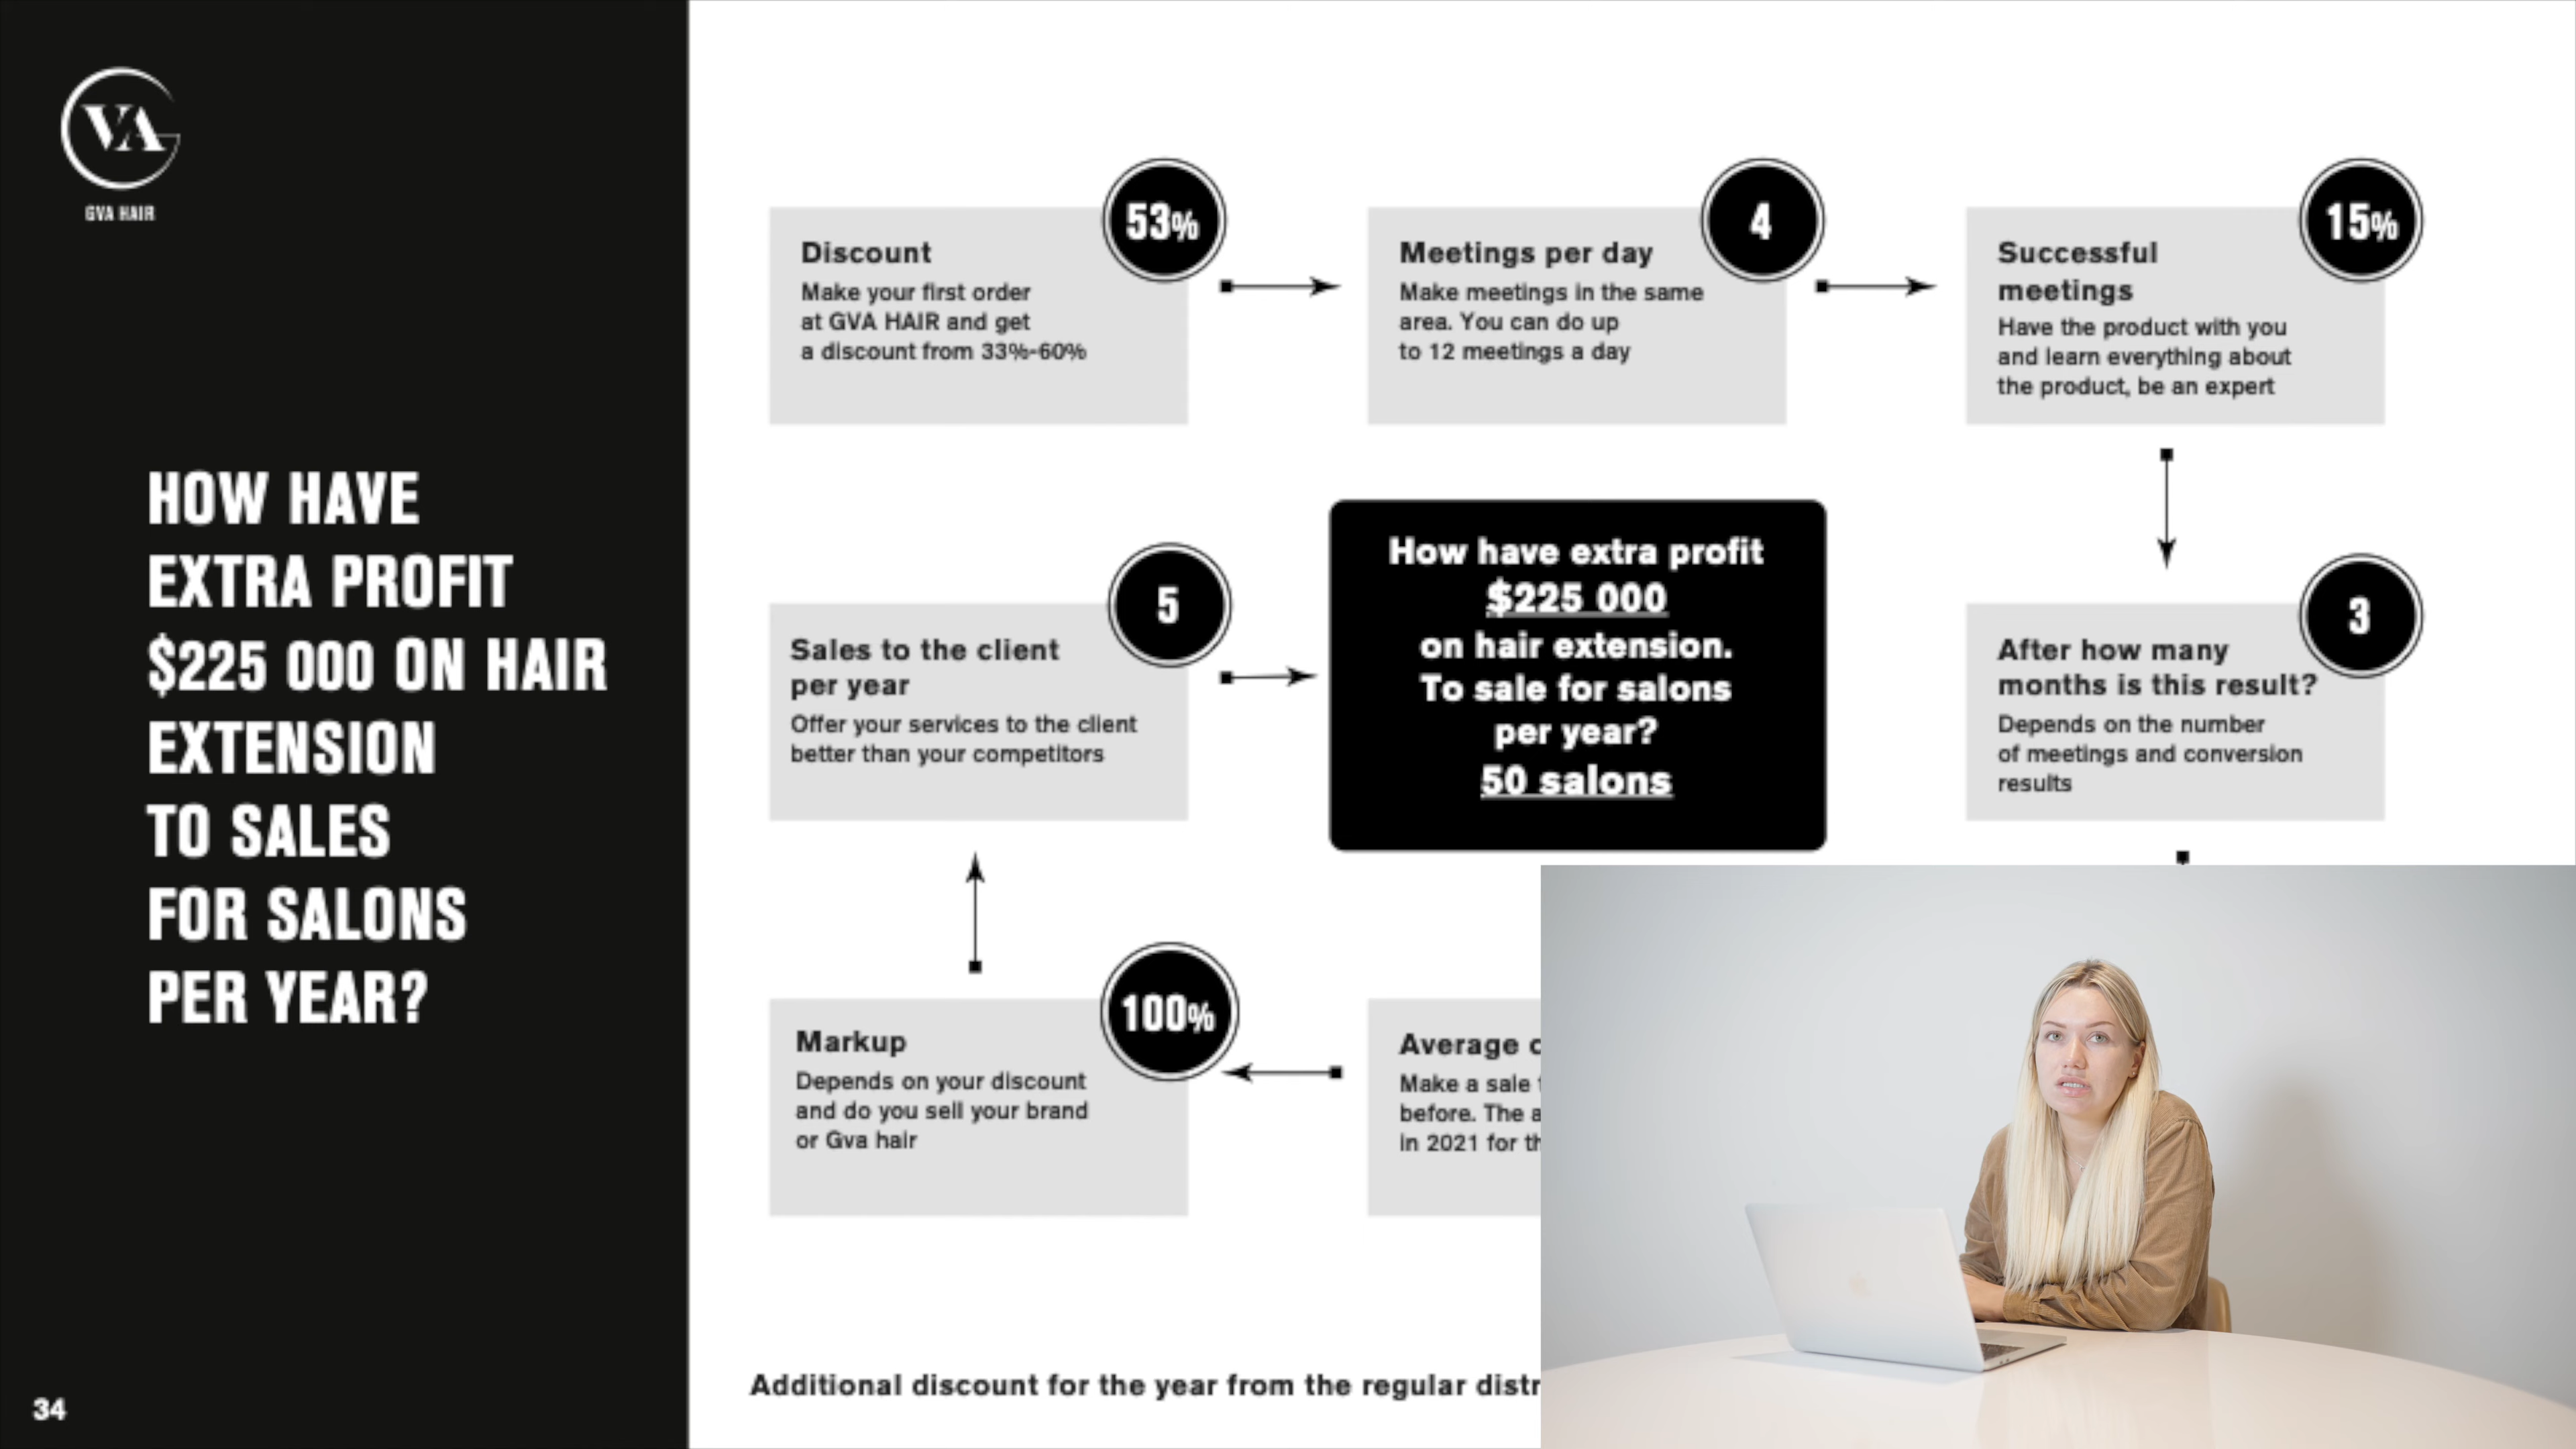 VA
GVA HAIR
HOW HAVE
EXTRA PROFIT
$225 000 ON HAIR
EXTENSION
TO SALES
FOR SALONS
PER YEAR?
34
53%
Discount
Make your first order
at GVA HAIR and get
a discount from 33%-60%
4
Meetings per day
Make meetings in the same
area. You can do up
to 12 meetings a day
15%
Successful
meetings
Have the product with you
and learn everything about
the product, be an expert
5
Sales to the client
per year
Offer your services to the client
better than your competitors
How have extra profit
$225 000
on hair extension.
To sale for salons
per year?
50 salons
3
After how many
months is this result?
Depends on the number
of meetings and conversion
results
100%
Markup
Depends on your discount
and do you sell your brand
or Gva hair
Average
Make a sale
before. The
in 2021 for
Additional discount for the year from the regular